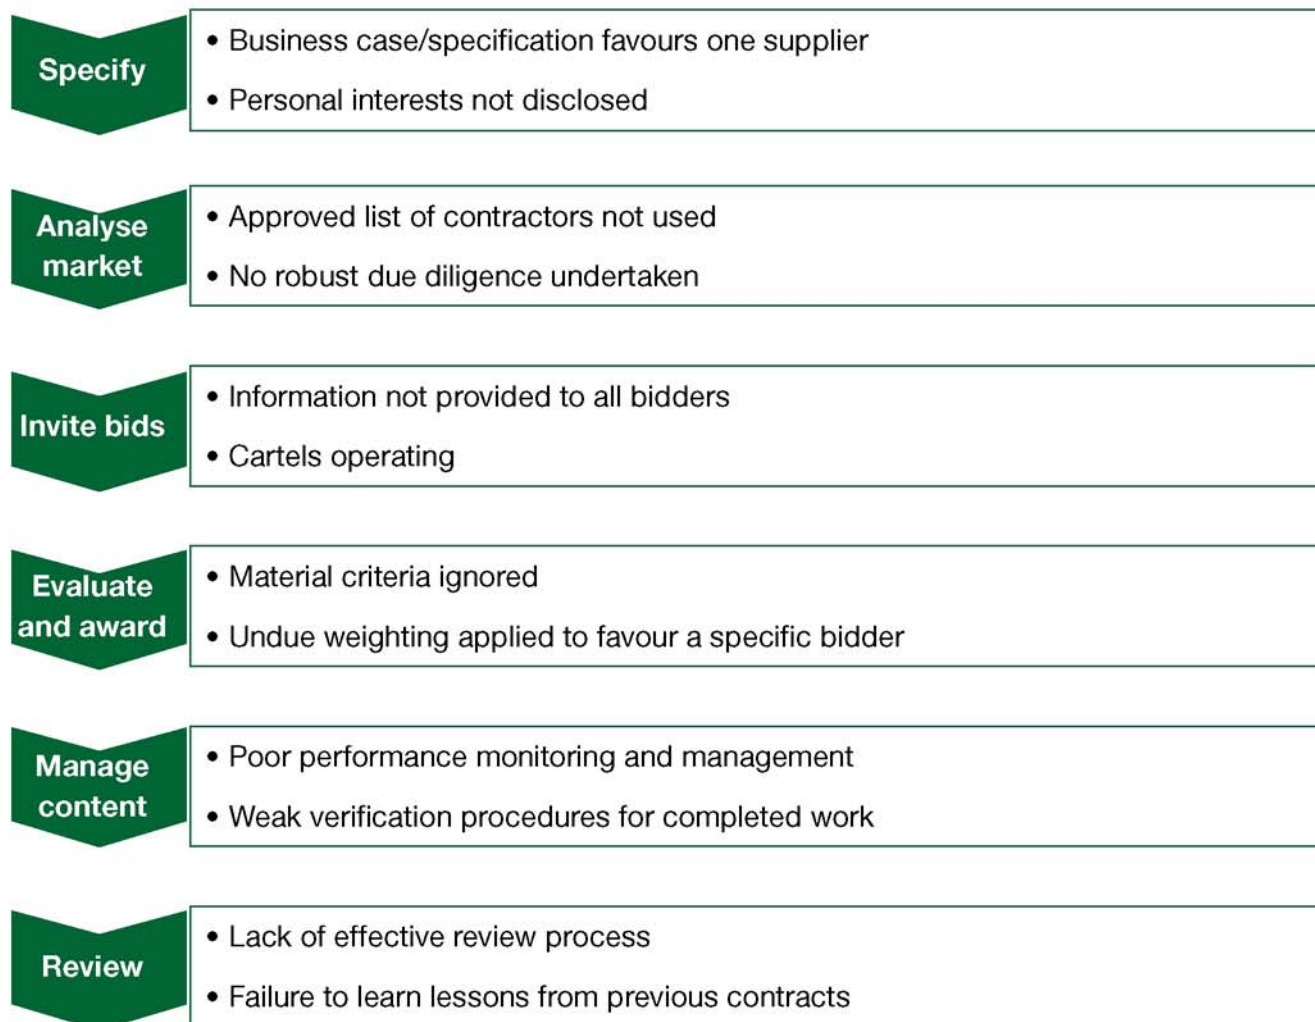 Specify
• Business case/specification favours one supplier
• Personal interests not disclosed
Analyse
market
• Approved list of contractors not used
• No robust due diligence undertaken
Invite bids
• Information not provided to all bidders
• Cartels operating
Evaluate
and award
• Material criteria ignored
• Undue weighting applied to favour a specific bidder
Manage
content
• Poor performance monitoring and management
• Weak verification procedures for completed work
Review
• Lack of effective review process
• Failure to learn lessons from previous contracts